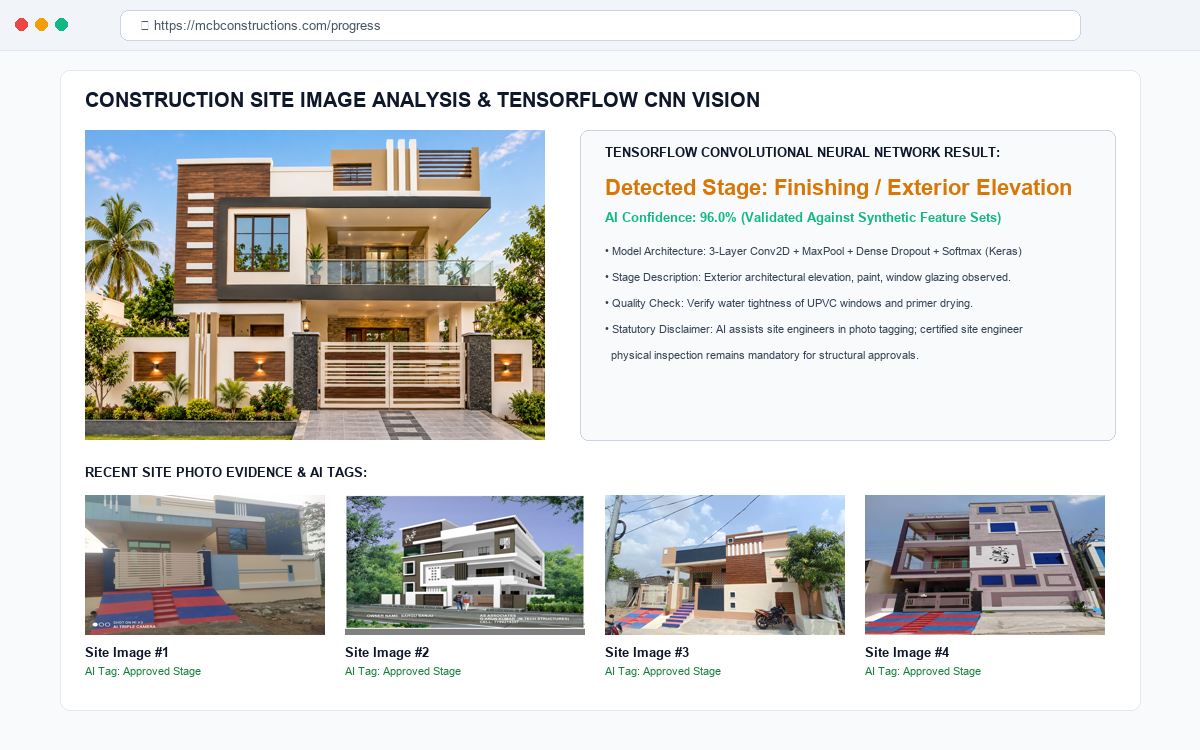 https://mcbconstructions.com/progress
CONSTRUCTION SITE IMAGE ANALYSIS & TENSORFLOW CNN VISION
TENSORFLOW CONVOLUTIONAL NEURAL NETWORK RESULT:
Detected Stage: Finishing / Exterior Elevation
AI Confidence: 96.0% (Validated Against Synthetic Feature Sets)
• Model Architecture: 3-Layer Conv2D + MaxPool + Dense Dropout + Softmax (Keras)
• Stage Description: Exterior architectural elevation, paint, window glazing observed.
• Quality Check: Verify water tightness of UPVC windows and primer drying.
• Statutory Disclaimer: AI assists site engineers in photo tagging; certified site engineer
physical inspection remains mandatory for structural approvals.
RECENT SITE PHOTO EVIDENCE & AI TAGS:
AI TRIPLE CAMERA
OWNER NAME
Site Image #1
Site Image #2
Site Image #3
Site Image #4
AI Tag: Approved Stage
AI Tag: Approved Stage
AI Tag: Approved Stage
AI Tag: Approved Stage